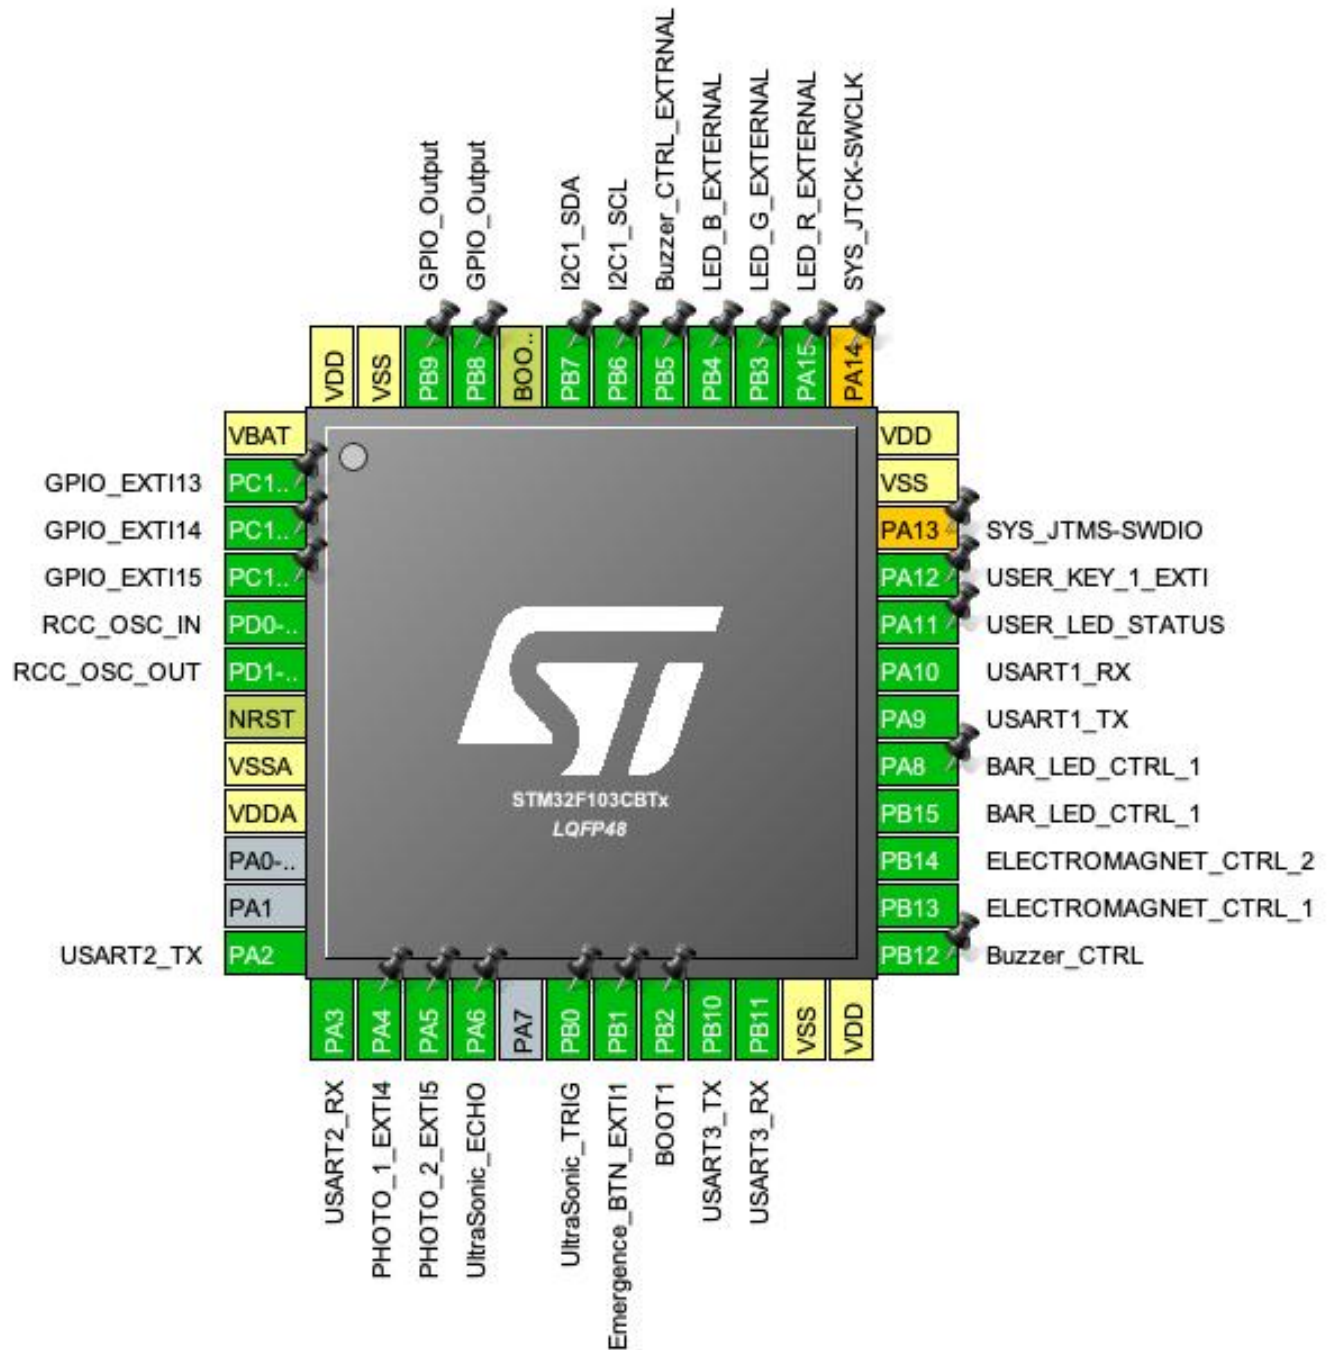 GPIO_Output
GPIO_Output
I2C1_SDA
I2C1_SCL
Buzzer_CTRL_EXTRNAL
LED_B_EXTERNAL
LED_G_EXTERNAL
LED_R_EXTERNAL
SYS_JTCK-SWCLK
VDD
VSS
PB9
PB8
BOO..
PB7
PB6
PB5
PB4
PB3
PA15
PA14
VBAT
GPIO_EXTI13 PC1..
GPIO_EXTI14 PC1..
GPIO_EXTI15 PC1..
RCC_OSC_IN PD0-..
RCC_OSC_OUT PD1-..
NRST
VSSA
VDDA
PA0-..
PA1
USART2_TX PA2
ST
STM32F103CBTx
LQFP48
VDD
VSS
PA13 SYS_JTMS-SWDIO
PA12 USER_KEY_1_EXTI
PA11 USER_LED_STATUS
PA10 USART1_RX
PA9 USART1_TX
PA8 BAR_LED_CTRL_1
PB15 BAR_LED_CTRL_1
PB14 ELECTROMAGNET_CTRL_2
PB13 ELECTROMAGNET_CTRL_1
PB12 Buzzer_CTRL
PA3
PA4
PA5
PA6
PA7
PB0
PB1
PB2
PB10
PB11
VSS
VDD
USART2_RX
PHOTO_1_EXTI4
PHOTO_2_EXTI5
UltraSonic_ECHO
UltraSonic_TRIG
Emergence_BTN_EXTI1
BOOT1
USART3_TX
USART3_RX